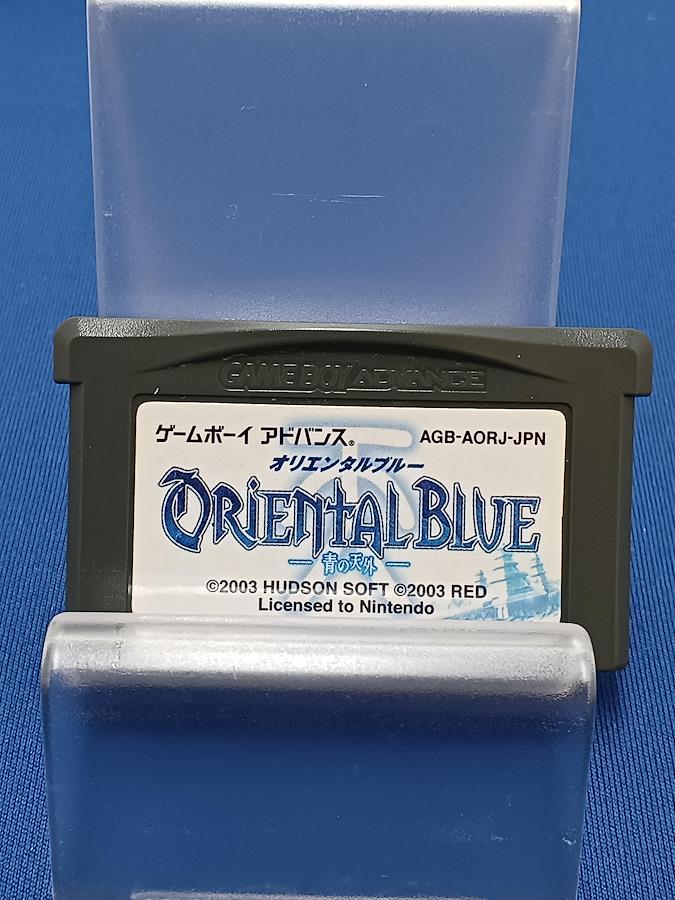 GAMEBOY ADVANCE
ゲームボーイ アドバンス® AGB-AORJ-JPN
オリエンタルブルー
ORIENTAL BLUE
― 青の天外 ―
©2003 HUDSON SOFT ©2003 RED
Licensed to Nintendo